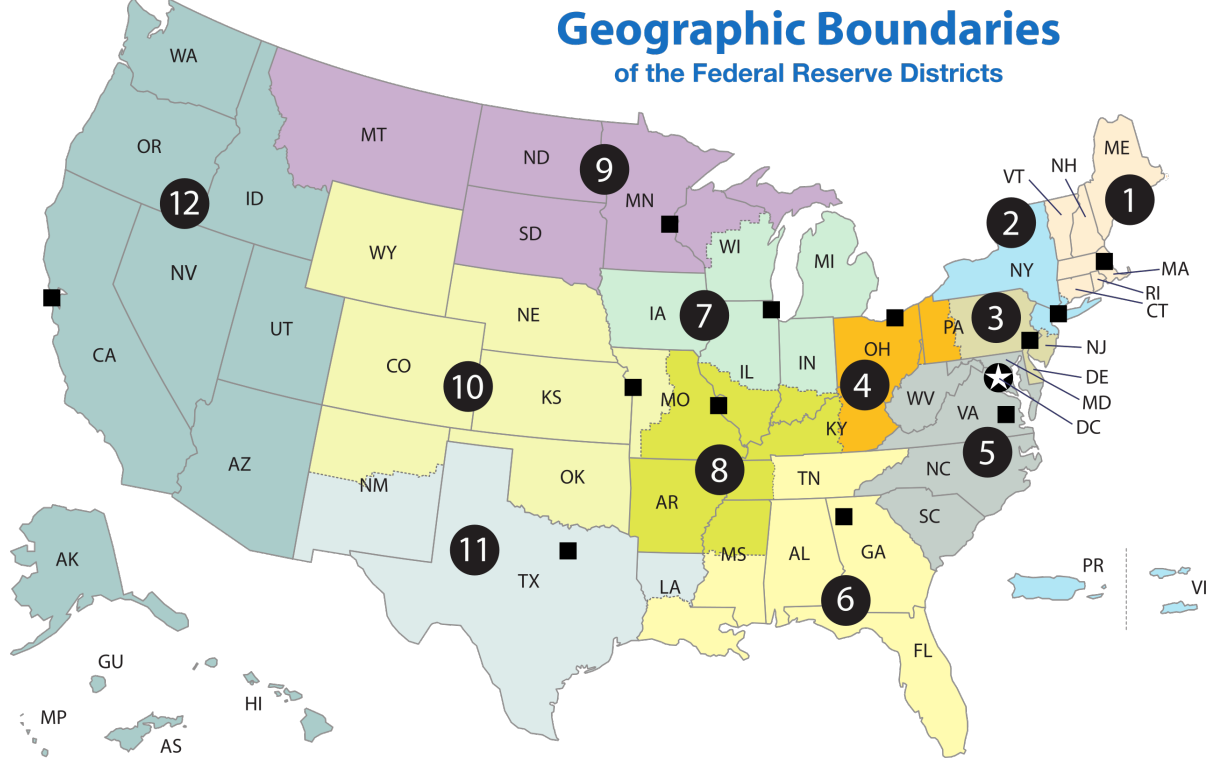 Geographic Boundaries
of the Federal Reserve Districts
WA
OR
ID
12
NV
CA
UT
AZ
MT
ND
9
MN
SD
WY
NE
CO
10
KS
OK
NM
11
TX
WI
MI
IA
7
IL
IN
MO
8
KY
AR
TN
MS
LA
AL
GA
6
FL
OH
4
PA
3
WV
VA
5
NC
SC
NY
2
VT
NH
ME
1
MA
RI
CT
NJ
DE
MD
DC
PR
VI
AK
GU
HI
MP
AS